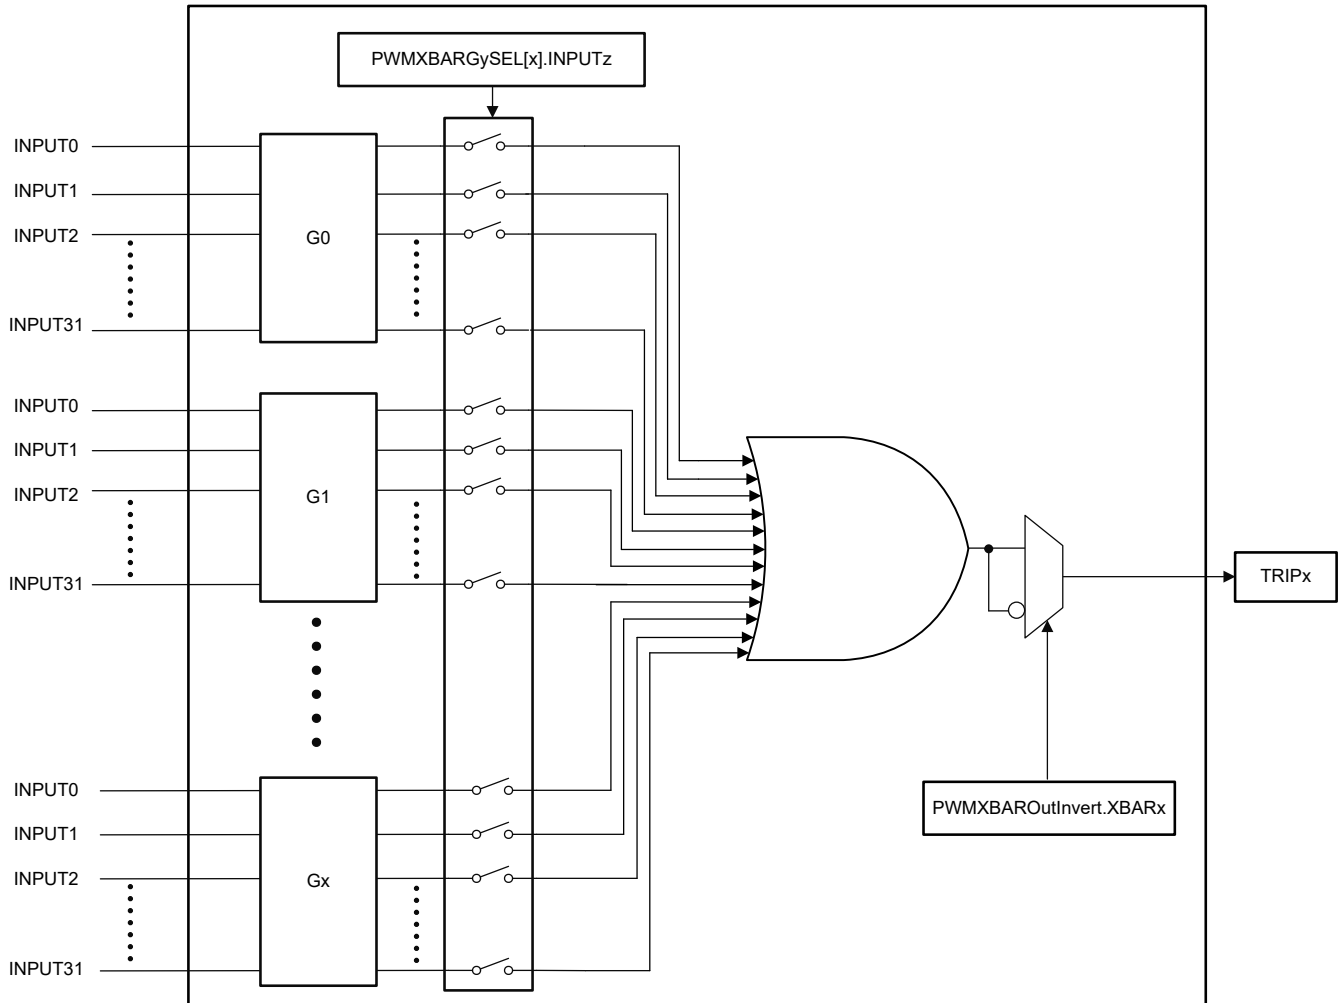 PWMXBARGySEL[x].INPUTz
INPUT0
INPUT1
INPUT2
INPUT31
G0
INPUT0
INPUT1
INPUT2
INPUT31
G1
TRIPx
INPUT0
INPUT1
INPUT2
INPUT31
Gx
PWMXBAROutInvert.XBARx